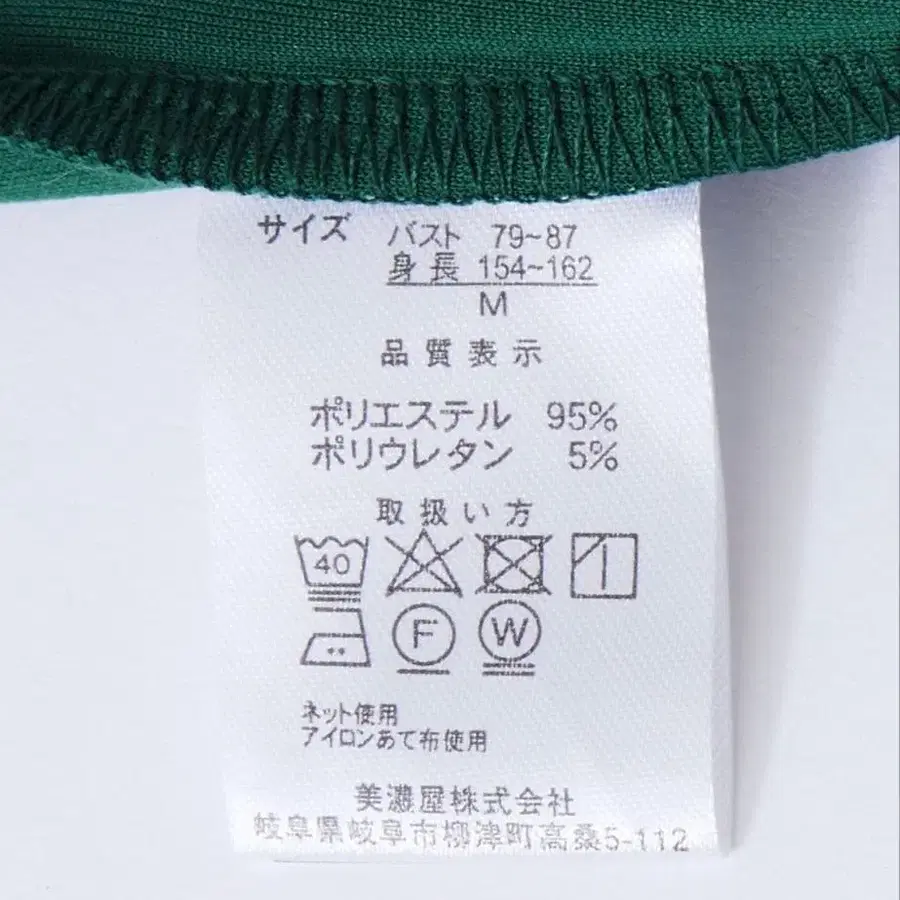 サイズ バスト 79~87
身長 154~162
M
品質表示
ポリエステル 95%
ポリウレタン 5%
取扱い方
40
F W
ネット使用
アイロンあて布使用
美濃屋株式会社
岐阜県岐阜市柳津町高桑5-112